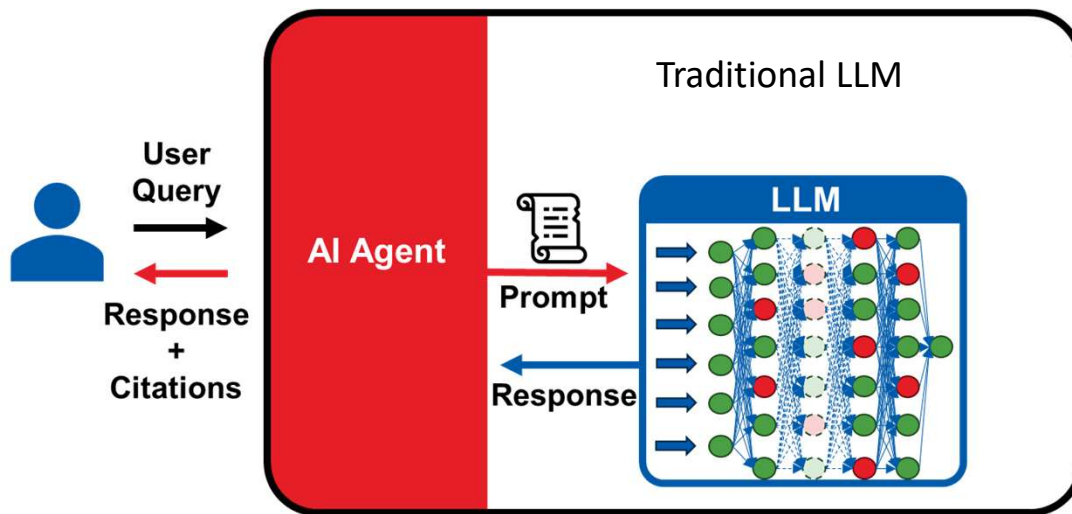 Traditional LLM
User
Query
AI Agent
Response
+
Citations
Prompt
Response
LLM